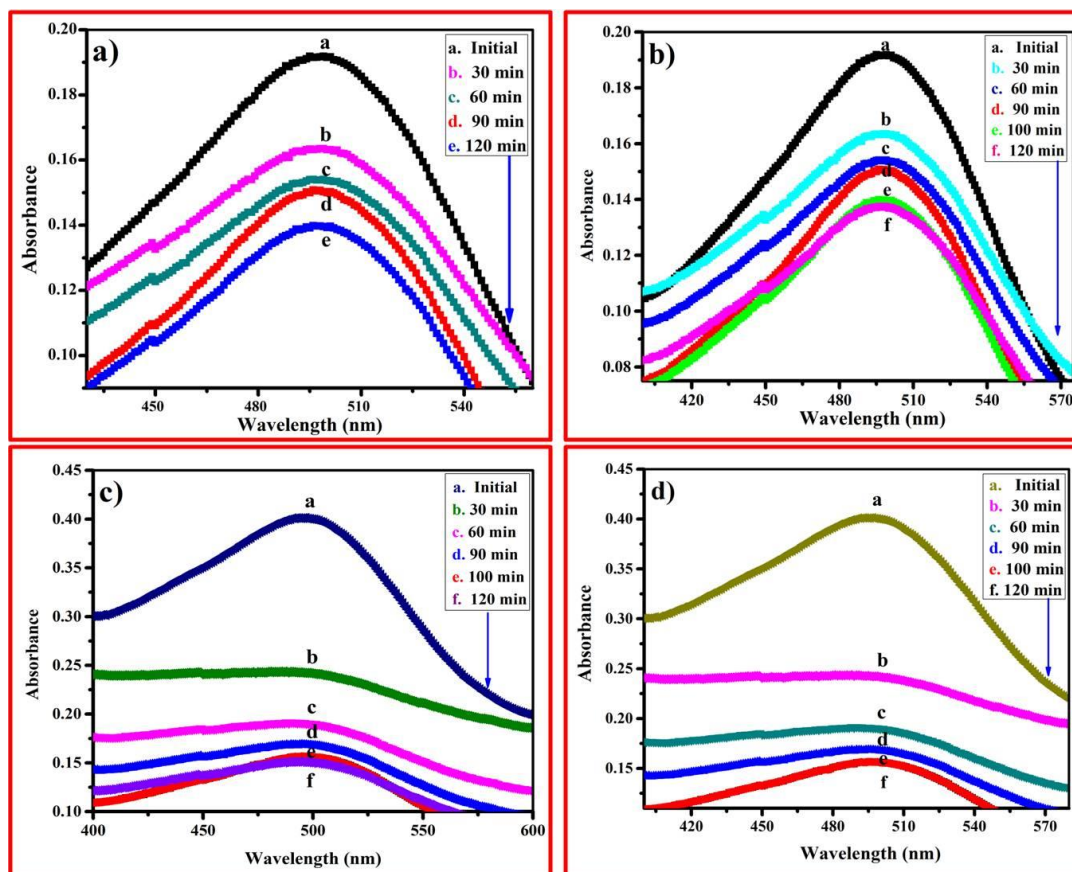 a)
a
b
c
d
e
a. Initial
b. 30 min
c. 60 min
d. 90 min
e. 120 min
0.20
0.18
0.16
0.14
0.12
0.10
Absorbance
450 480 510 540
Wavelength (nm)
b)
a
b
c
d
e
f
a. Initial
b. 30 min
c. 60 min
d. 90 min
e. 100 min
f. 120 min
0.20
0.18
0.16
0.14
0.12
0.10
0.08
Absorbance
420 450 480 510 540 570
Wavelength (nm)
c)
a
b
c
d
e
f
a. Initial
b. 30 min
c. 60 min
d. 90 min
e. 100 min
f. 120 min
0.45
0.40
0.35
0.30
0.25
0.20
0.15
0.10
Absorbance
400 450 500 550 600
Wavelength (nm)
d)
a
b
c
d
e
f
a. Initial
b. 30 min
c. 60 min
d. 90 min
e. 100 min
f. 120 min
0.45
0.40
0.35
0.30
0.25
0.20
0.15
Absorbance
420 450 480 510 540 570
Wavelength (nm)